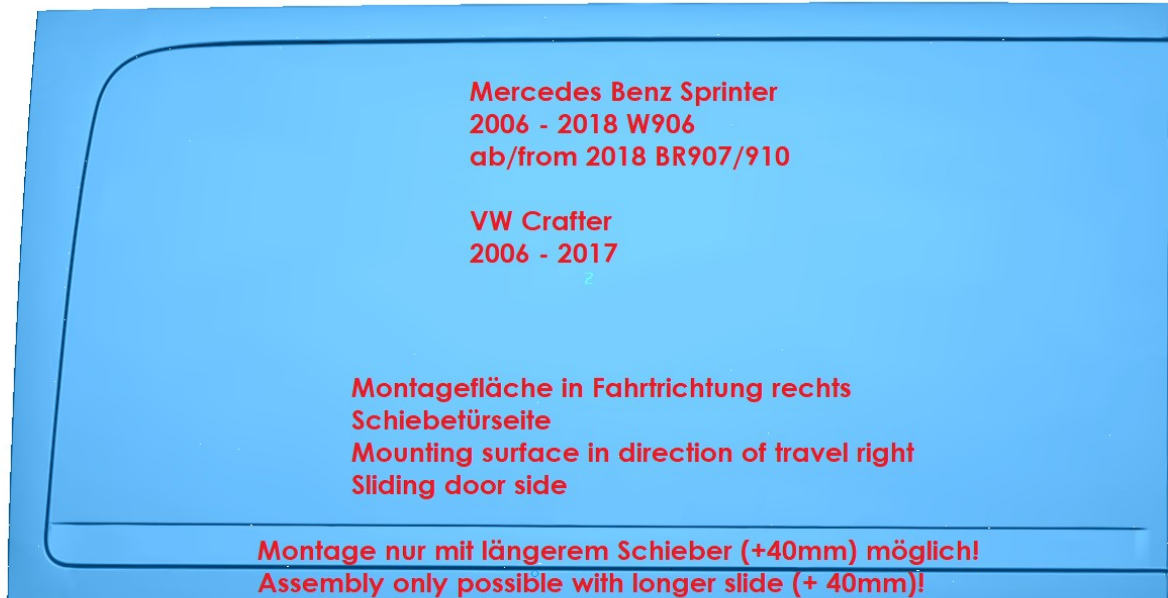 Mercedes Benz Sprinter
2006 - 2018 W906
ab/from 2018 BR907/910
VW Crafter
2006 - 2017
2
Montagefläche in Fahrtrichtung rechts
Schiebetürseite
Mounting surface in direction of travel right
Sliding door side
Montage nur mit längerem Schieber (+40mm) möglich!
Assembly only possible with longer slide (+ 40mm)!